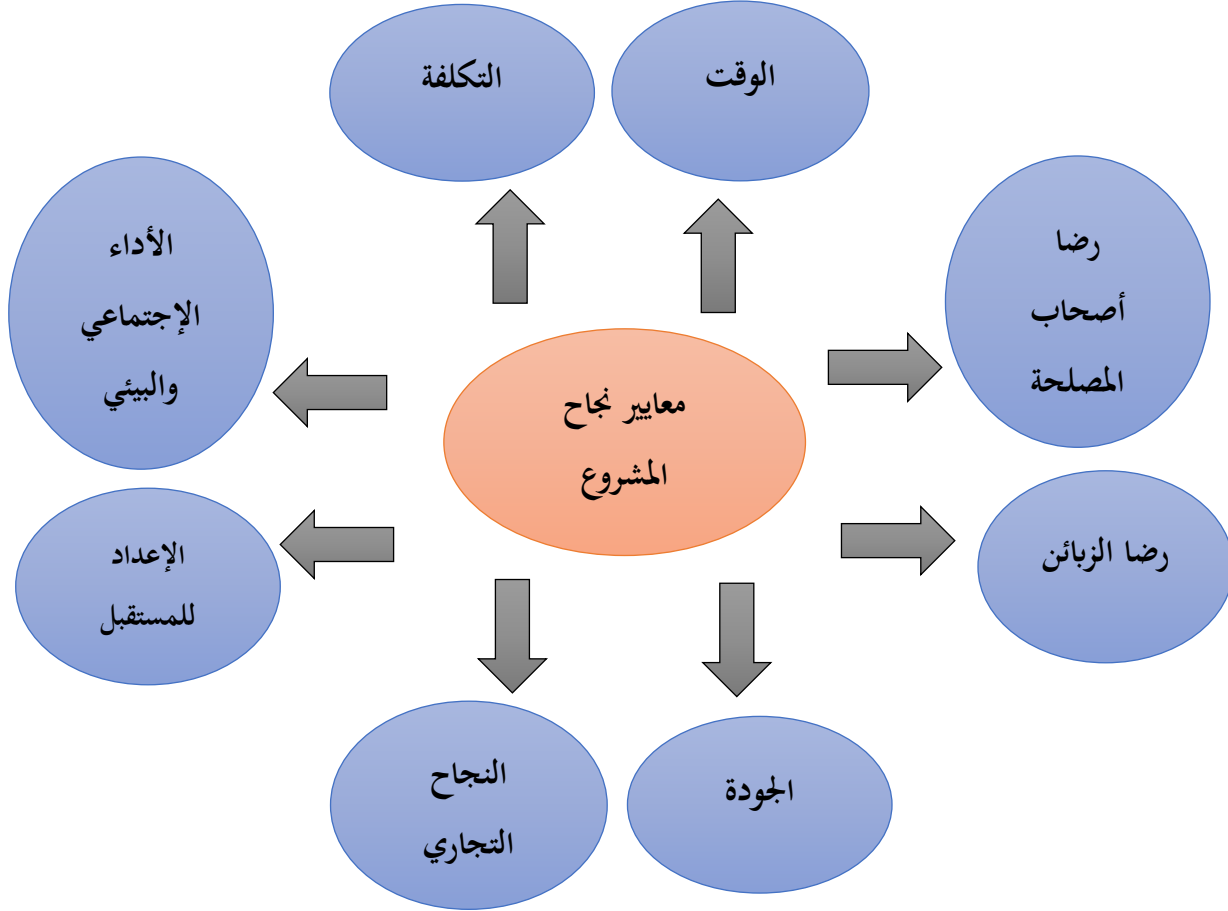 الوقت
التكلفة
رضا
أصحاب
المصلحة
الأداء
الإجتماعي
والبيئي
معايير نجاح
المشروع
رضا الزبائن
الإعداد
للمستقبل
الجودة
النجاح
التجاري